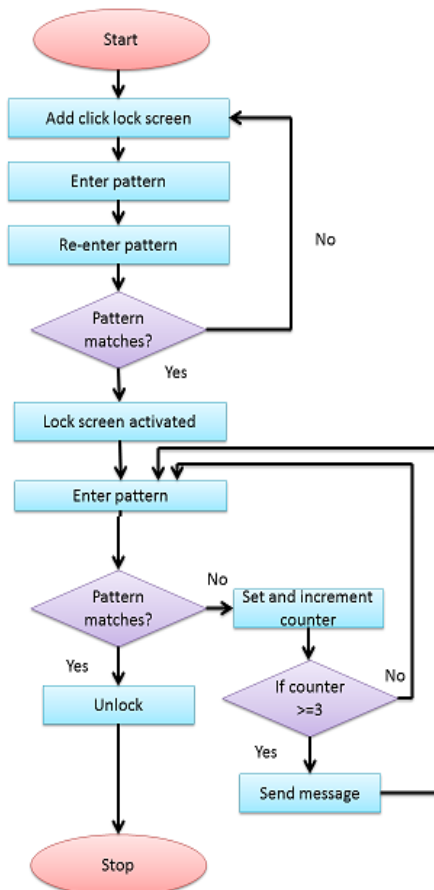 Start
Add click lock screen
Enter pattern
Re-enter pattern
No
Pattern
matches?
Yes
Lock screen activated
Enter pattern
Pattern
matches?
No
Set and increment
counter
Yes
Unlock
If counter
>=3
No
Yes
Send message
Stop